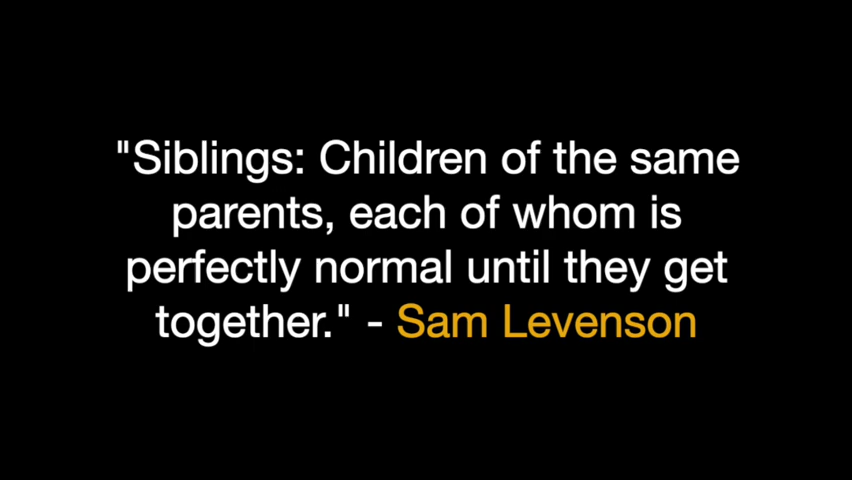 "Siblings: Children of the same
parents, each of whom is
perfectly normal until they get
together." - Sam Levenson